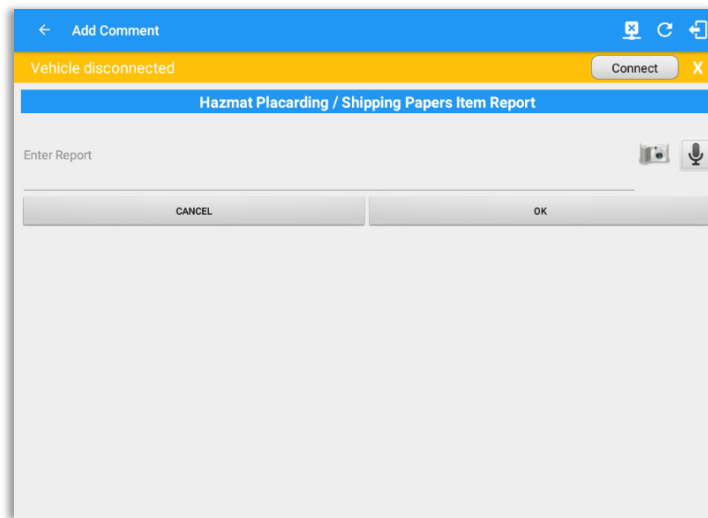 Add Comment
Vehicle disconnected
Connect
X
Hazmat Placarding / Shipping Papers Item Report
Enter Report
CANCEL
OK